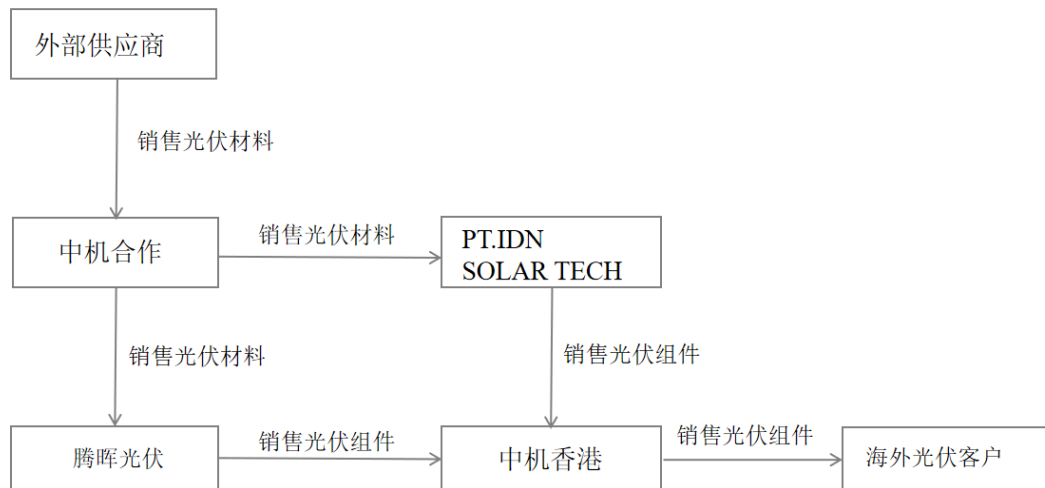 外部供应商
销售光伏材料
中机合作
销售光伏材料
PT.IDN
SOLAR TECH
销售光伏材料
销售光伏组件
腾晖光伏
销售光伏组件
中机香港
销售光伏组件
海外光伏客户